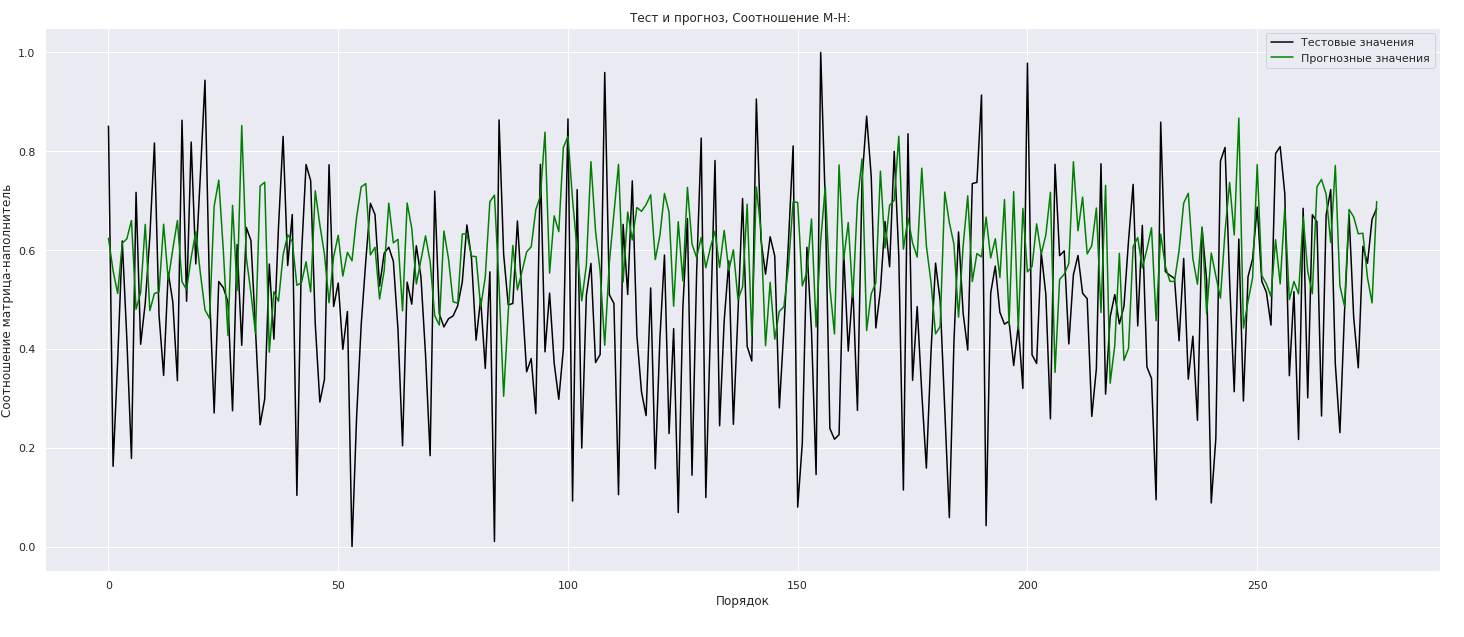 Тест и прогноз, Соотношение М-Н:
Тестовые значения
Прогнозные значения
Соотношение матрица-наполнитель
1.0
0.8
0.6
0.4
0.2
0.0
0 50 100 150 200 250
Порядок